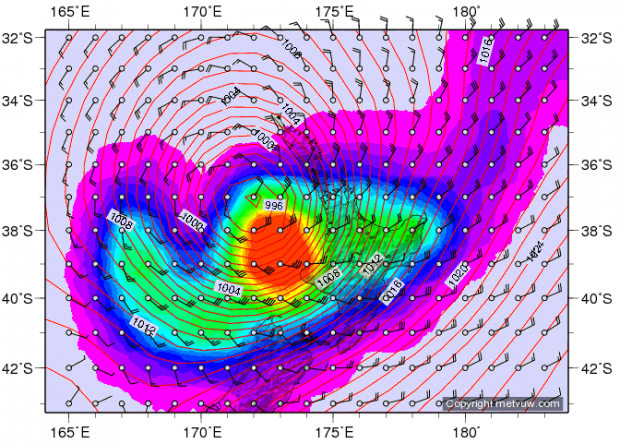 165°E 170°E 175°E 180°
32°S 32°S
1016
1008
34°S 1004 34°S
1004
1000
36°S 36°S
996
1008 1000
38°S 38°S
1024
1012
1008 1020
1004 1016
40°S 40°S
1012
42°S 42°S
Copyright metvuw.com
165°E 170°E 175°E 180°